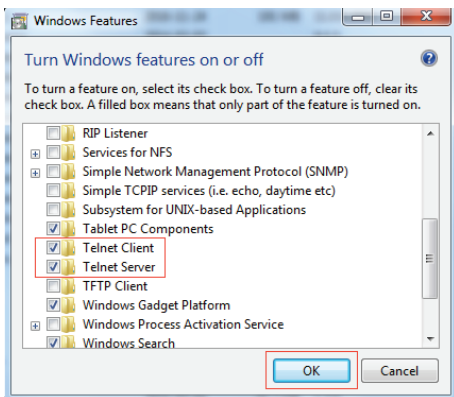 Windows Features
Turn Windows features on or off
To turn a feature on, select its check box. To turn a feature off, clear its
check box. A filled box means that only part of the feature is turned on.
RIP Listener
Services for NFS
Simple Network Management Protocol (SNMP)
Simple TCPIP services (i.e. echo, daytime etc)
Subsystem for UNIX-based Applications
Tablet PC Components
Telnet Client
Telnet Server
TFTP Client
Windows Gadget Platform
Windows Process Activation Service
Windows Search
OK Cancel